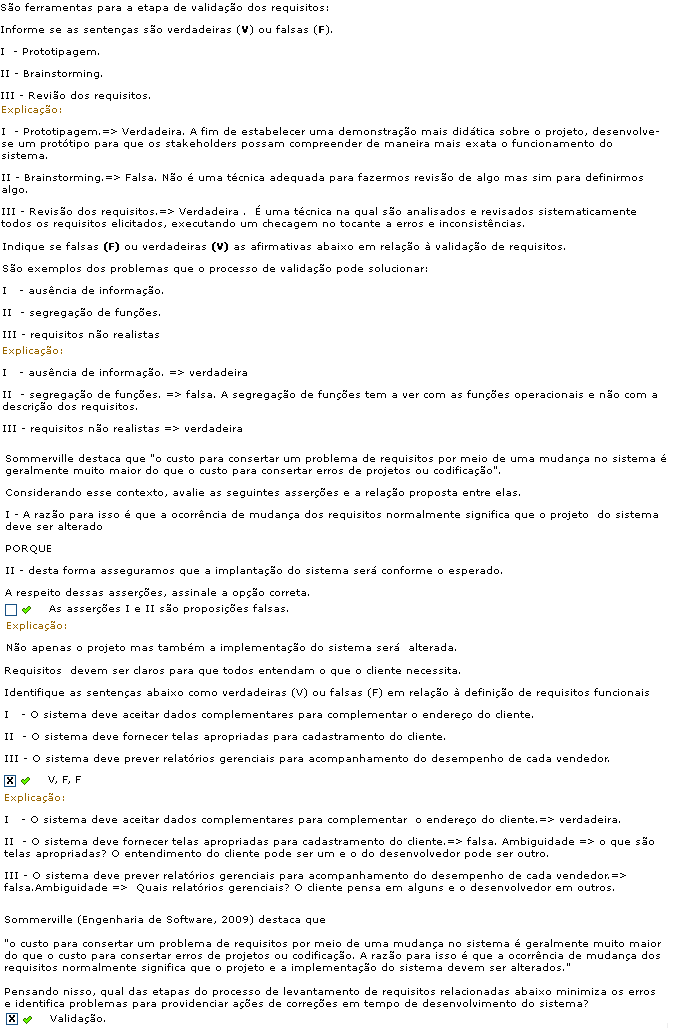 São ferramentas para a etapa de validação dos requisitos:
Informe se as sentenças são verdadeiras (V) ou falsas (F).
I - Prototipagem.
II - Brainstorming.
III - Revião dos requisitos.
Explicação:
I - Prototipagem.=> Verdadeira. A fim de estabelecer uma demonstração mais didática sobre o projeto, desenvolve-
se um protótipo para que os stakeholders possam compreender de maneira mais exata o funcionamento do
sistema.
II - Brainstorming.=> Falsa. Não é uma técnica adequada para fazermos revisão de algo mas sim para definirmos
algo.
III - Revisão dos requisitos.=> Verdadeira . É uma técnica na qual são analisados e revisados sistematicamente
todos os requisitos elicitados, executando um checagem no tocante a erros e inconsistências.
Indique se falsas (F) ou verdadeiras (V) as afirmativas abaixo em relação à validação de requisitos.
São exemplos dos problemas que o processo de validação pode solucionar:
I - ausência de informação.
II - segregação de funções.
III - requisitos não realistas
Explicação:
I - ausência de informação. => verdadeira
II - segregação de funções. => falsa. A segregação de funções tem a ver com as funções operacionais e não com a
descrição dos requisitos.
III - requisitos não realistas => verdadeira
Sommerville destaca que "o custo para consertar um problema de requisitos por meio de uma mudança no sistema é
geralmente muito maior do que o custo para consertar erros de projetos ou codificação".
Considerando esse contexto, avalie as seguintes asserções e a relação proposta entre elas.
I - A razão para isso é que a ocorrência de mudança dos requisitos normalmente significa que o projeto do sistema
deve ser alterado
PORQUE
II - desta forma asseguramos que a implantação do sistema será conforme o esperado.
A respeito dessas asserções, assinale a opção correta.
As asserções I e II são proposições falsas.
Explicação:
Não apenas o projeto mas também a implementação do sistema será alterada.
Requisitos devem ser claros para que todos entendam o que o cliente necessita.
Identifique as sentenças abaixo como verdadeiras (V) ou falsas (F) em relação à definição de requisitos funcionais
I - O sistema deve aceitar dados complementares para complementar o endereço do cliente.
II - O sistema deve fornecer telas apropriadas para cadastramento do cliente.
III - O sistema deve prever relatórios gerenciais para acompanhamento do desempenho de cada vendedor.
V, F, F
Explicação:
I - O sistema deve aceitar dados complementares para complementar o endereço do cliente.=> verdadeira.
II - O sistema deve fornecer telas apropriadas para cadastramento do cliente.=> falsa. Ambiguidade => o que são
telas apropriadas? O entendimento do cliente pode ser um e o do desenvolvedor pode ser outro.
III - O sistema deve prever relatórios gerenciais para acompanhamento do desempenho de cada vendedor.=>
falsa.Ambiguidade => Quais relatórios gerenciais? O cliente pensa em alguns e o desenvolvedor em outros.
Sommerville (Engenharia de Software, 2009) destaca que
"o custo para consertar um problema de requisitos por meio de uma mudança no sistema é geralmente muito maior
do que o custo para consertar erros de projetos ou codificação. A razão para isso é que a ocorrência de mudança dos
requisitos normalmente significa que o projeto e a implementação do sistema devem ser alterados."
Pensando nisso, qual das etapas do processo de levantamento de requisitos relacionadas abaixo minimiza os erros
e identifica problemas para providenciar ações de correções em tempo de desenvolvimento do sistema?
Validação.